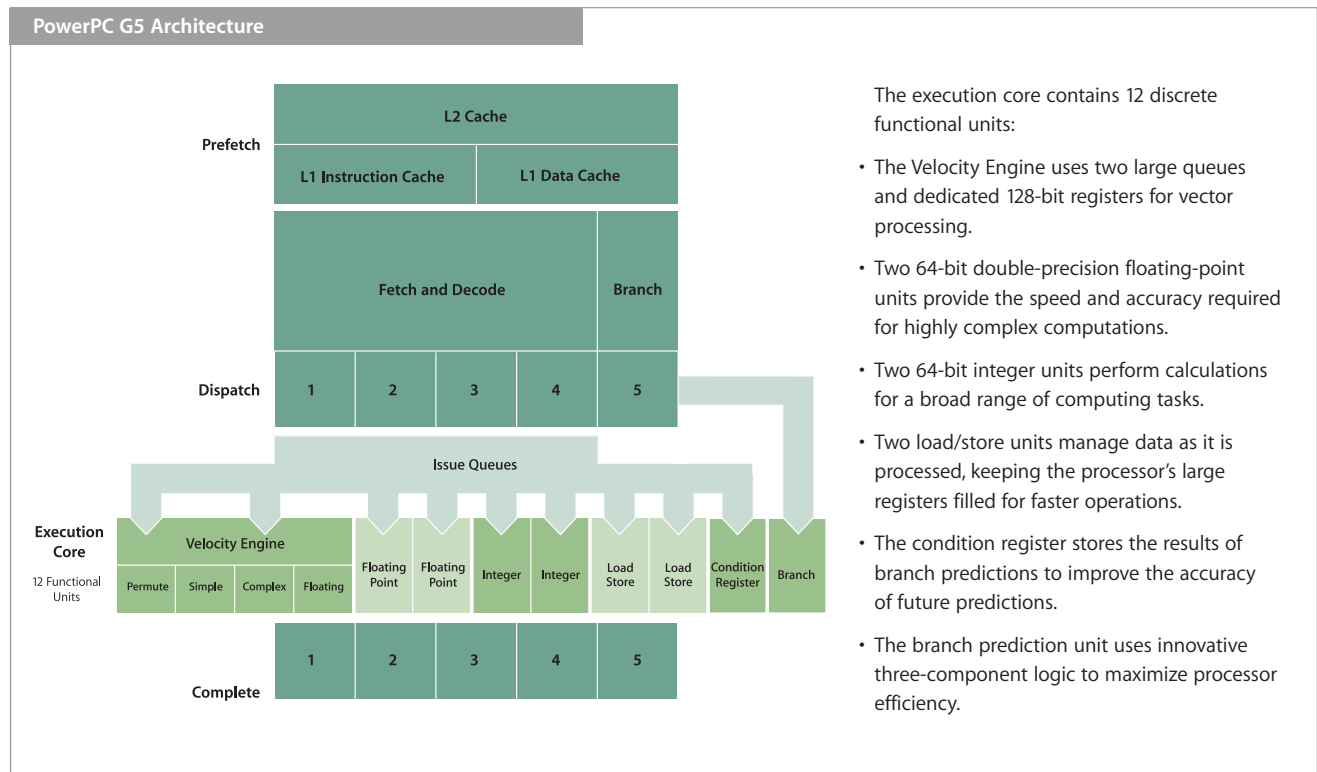 PowerPC G5 Architecture
L2 Cache
Prefetch
L1 Instruction Cache
L1 Data Cache
Fetch and Decode
Branch
Dispatch
1
2
3
4
5
Issue Queues
Execution
Core
12 Functional
Units
Velocity Engine
Permute
Simple
Complex
Floating
Floating
Point
Floating
Point
Integer
Integer
Load
Store
Load
Store
Condition
Register
Branch
1
2
3
4
5
Complete
The execution core contains 12 discrete
functional units:
• The Velocity Engine uses two large queues
and dedicated 128-bit registers for vector
processing.
• Two 64-bit double-precision floating-point
units provide the speed and accuracy required
for highly complex computations.
• Two 64-bit integer units perform calculations
for a broad range of computing tasks.
• Two load/store units manage data as it is
processed, keeping the processor’s large
registers filled for faster operations.
• The condition register stores the results of
branch predictions to improve the accuracy
of future predictions.
• The branch prediction unit uses innovative
three-component logic to maximize processor
efficiency.